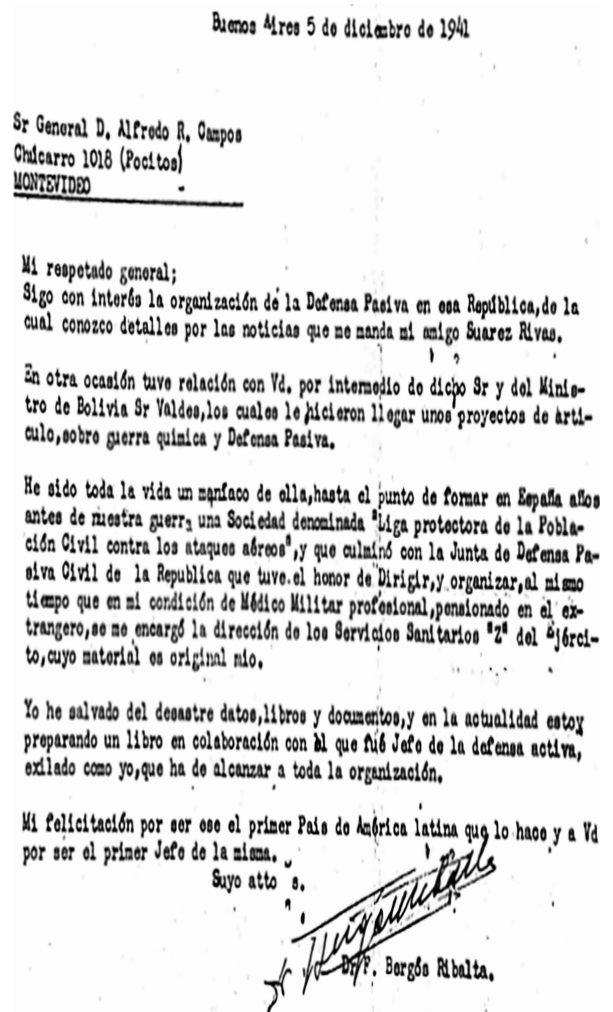 Buenos Aires 5 de diciembre de 1941
Sr General D. Alfredo R. Campos
Chucarro 1018 (Pocitos)
MONTEVIDEO
Mi respetado general;
Sigo con interés la organización de la Defensa Pasiva en esa República,de la
cual conozco detalles por las noticias que me manda mi amigo Suarez Rivas.
En otra ocasión tuve relación con Vd. por intermedio de dicho Sr y del Minis-
tro de Bolivia Sr Valdes,los cuales le hicieron llegar unos proyectos de árti-
culo,sobre guerra quimica y Defensa Pasiva.
He sido toda la vida un maníaco de ella,hasta el punto de formar en España años
antes de nuestra guerra una Sociedad denominada "Liga protectora de la Pobla-
ción Civil contra los ataques aéreos",y que culminó con la Junta de Defensa Pa-
siva Civil de la Republica que tuve.el honor de Dirigir,y organizar,al mismo
tiempo que en mi condición de Médico Militar profesional,pensionado en el ex-
trangero,se me encargó la dirección de los Servicios Sanitarios "Z" del Ejérci-
to,cuyo material es original mio.
Yo he salvado del desastre datos,libros y documentos,y en la actualidad estoy
preparando un libro en colaboración con el que fué Jefe de la defensa activa,
exilado como yo,que ha de alcanzar a toda la organización.
Mi felicitación por ser ese el primer Pais de América latina que lo hace y a Vd
por ser el primer Jefe de la misma.
Suyo atto s.
Dr F. Bergós Ribalta.